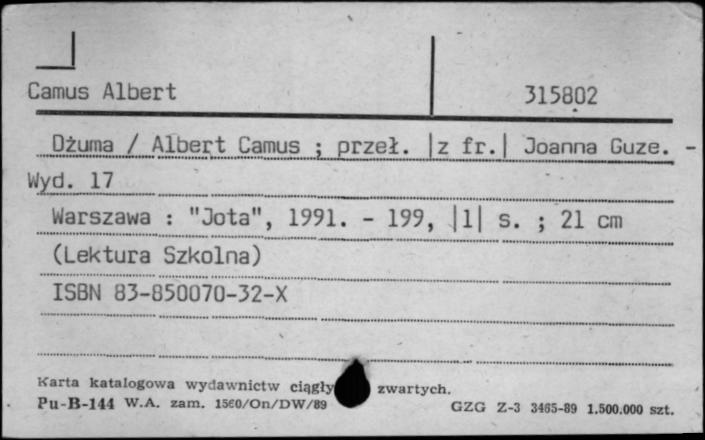 Camus Albert 315802
Dżuma / Albert Camus ; przeł. |z fr.| Joanna Guze. -
Wyd. 17
Warszawa : "Jota", 1991. - 199, |1| s. ; 21 cm
(Lektura Szkolna)
ISBN 83-850070-32-X
Karta katalogowa wydawnictw ciągły zwartych.
Pu-B-144 W.A. zam. 1560/On/DW/89 GZG Z-3 3465-89 1.500.000 szt.